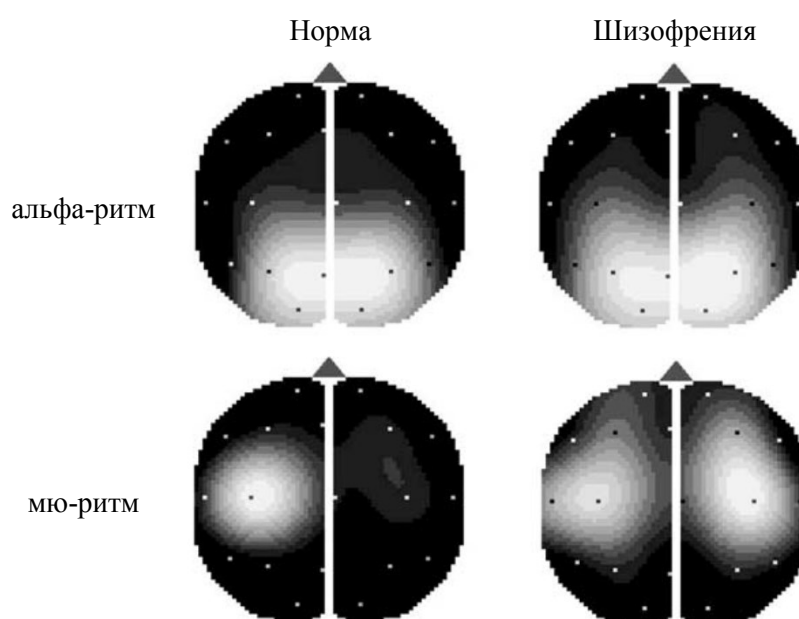 Норма
Шизофрения
альфа-ритм
мю-ритм